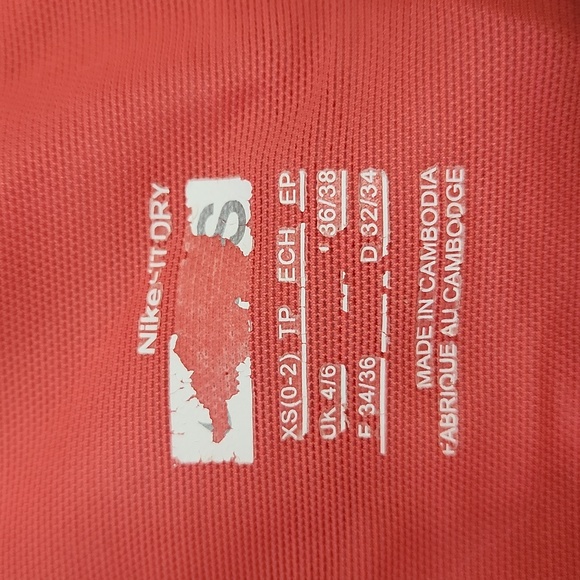 Nike DRY
S
XS(0-2) TP ECH EP
UK 4/6 36/38
F 34/36 D 32/34
MADE IN CAMBODIA
FABRIQUE AU CAMBODGE